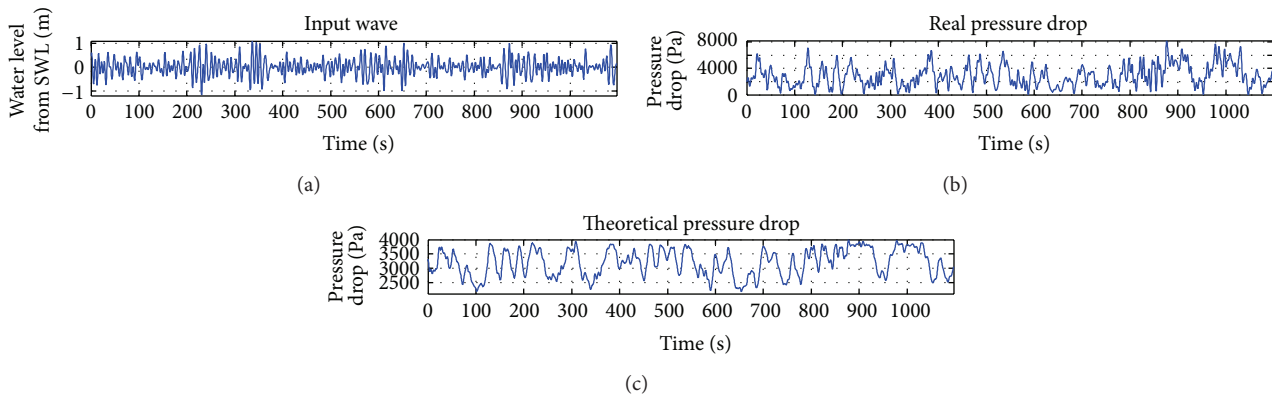 Input wave
Water level
from SWL (m)
1
0
−1
0 100 200 300 400 500 600 700 800 900 1000
Time (s)
(a)
Real pressure drop
Pressure
drop (Pa)
8000
4000
0
0 100 200 300 400 500 600 700 800 900 1000
Time (s)
(b)
Theoretical pressure drop
Pressure
drop (Pa)
4000
3500
3000
2500
0 100 200 300 400 500 600 700 800 900 1000
Time (s)
(c)